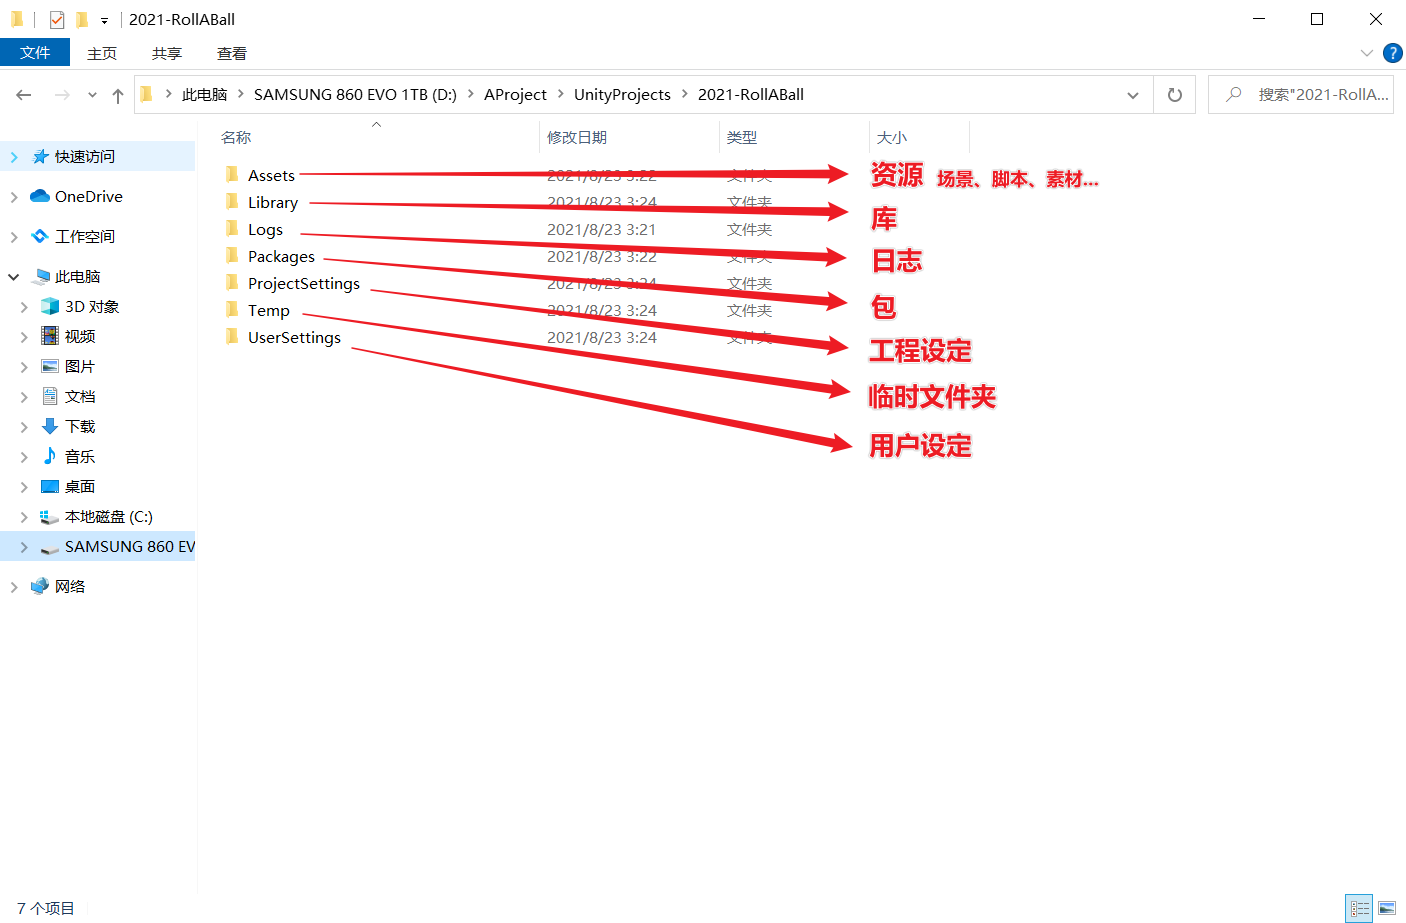 2021-RollABall
文件 主页 共享 查看
此电脑 SAMSUNG 860 EVO 1TB (D:) AProject UnityProjects 2021-RollABall 搜索"2021-RollA...
名称 修改日期 类型 大小
快速访问
OneDrive
工作空间
此电脑
3D 对象
视频
图片
文档
下载
音乐
桌面
本地磁盘 (C:)
SAMSUNG 860 EV
网络
Assets 2021/8/23 3:22 文件夹 资源 场景、脚本、素材...
Library 2021/8/23 3:24 文件夹 库
Logs 2021/8/23 3:21 文件夹 日志
Packages 2021/8/23 3:22 文件夹 包
ProjectSettings 2021/8/23 3:24 文件夹 工程设定
Temp 2021/8/23 3:24 文件夹 临时文件夹
UserSettings 2021/8/23 3:24 文件夹 用户设定
7 个项目